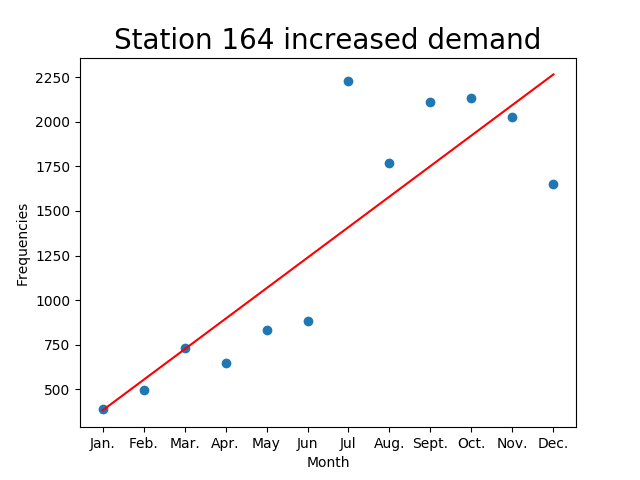 Station 164 increased demand
Frequencies
2250
2000
1750
1500
1250
1000
750
500
Jan. Feb. Mar. Apr. May Jun Jul Aug. Sept. Oct. Nov. Dec.
Month